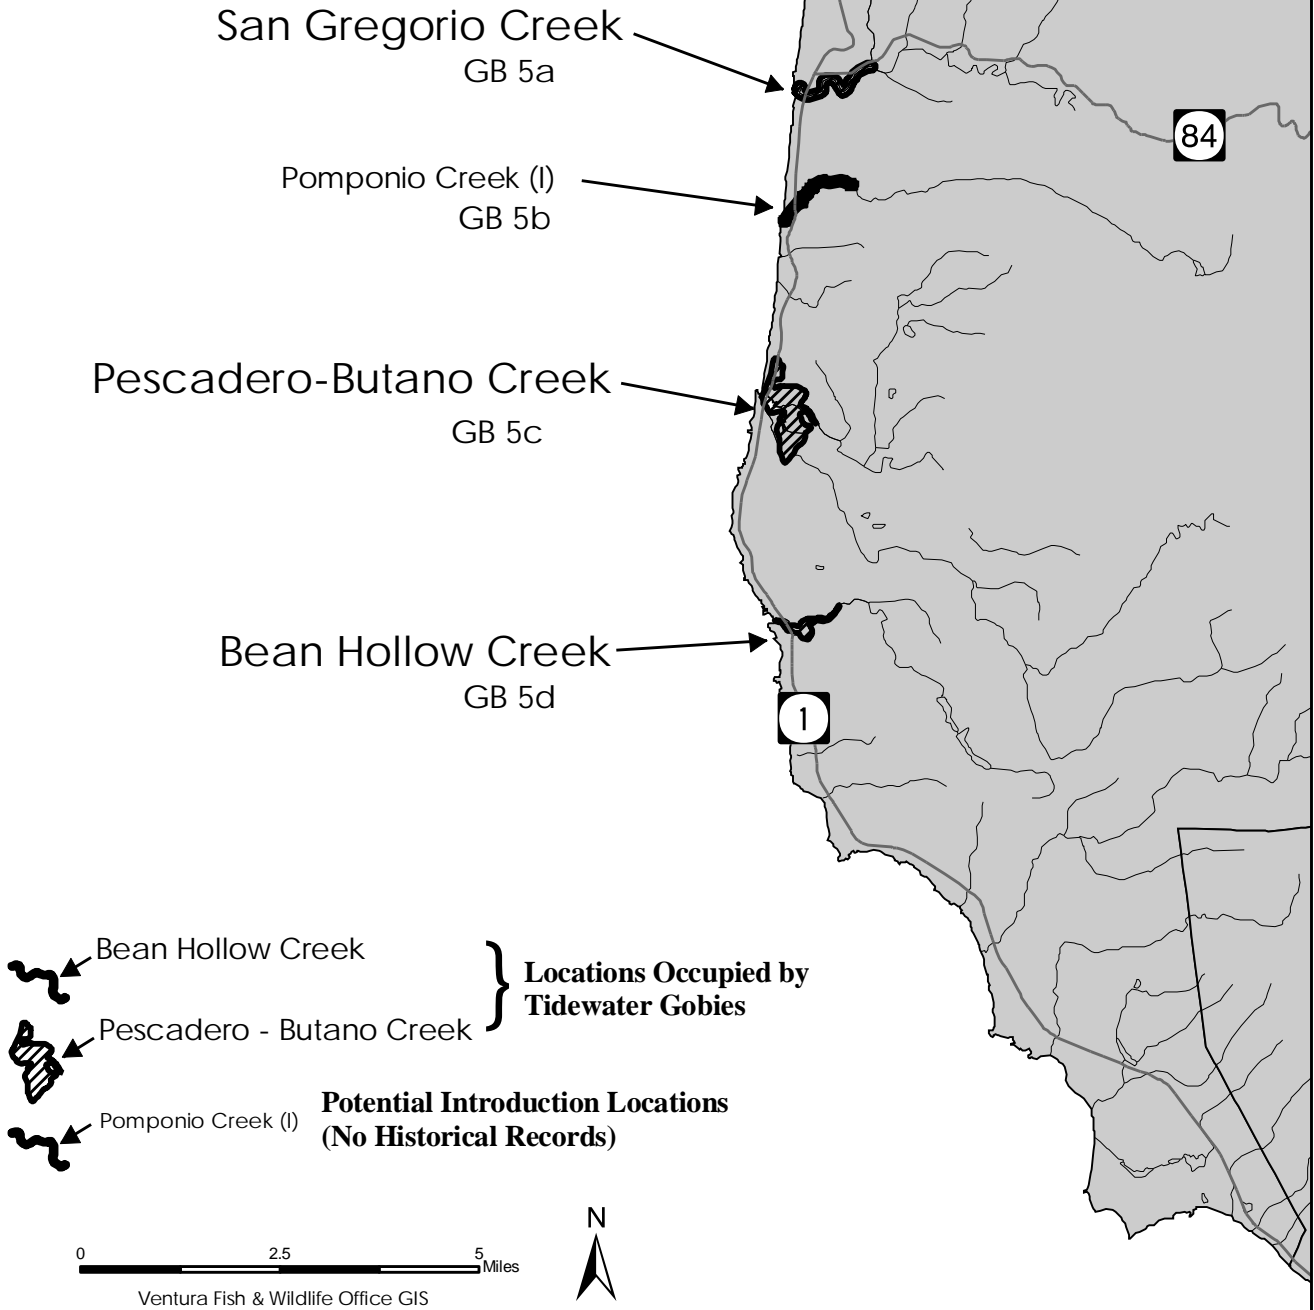 San Gregorio Creek
GB 5a
84
Pomponio Creek (I)
GB 5b
Pescadero-Butano Creek
GB 5c
Bean Hollow Creek
GB 5d
1
Bean Hollow Creek
Locations Occupied by
Tidewater Gobies
Pescadero - Butano Creek
Pomponio Creek (I)
Potential Introduction Locations
(No Historical Records)
N
0 2.5 5
Miles
Ventura Fish & Wildlife Office GIS